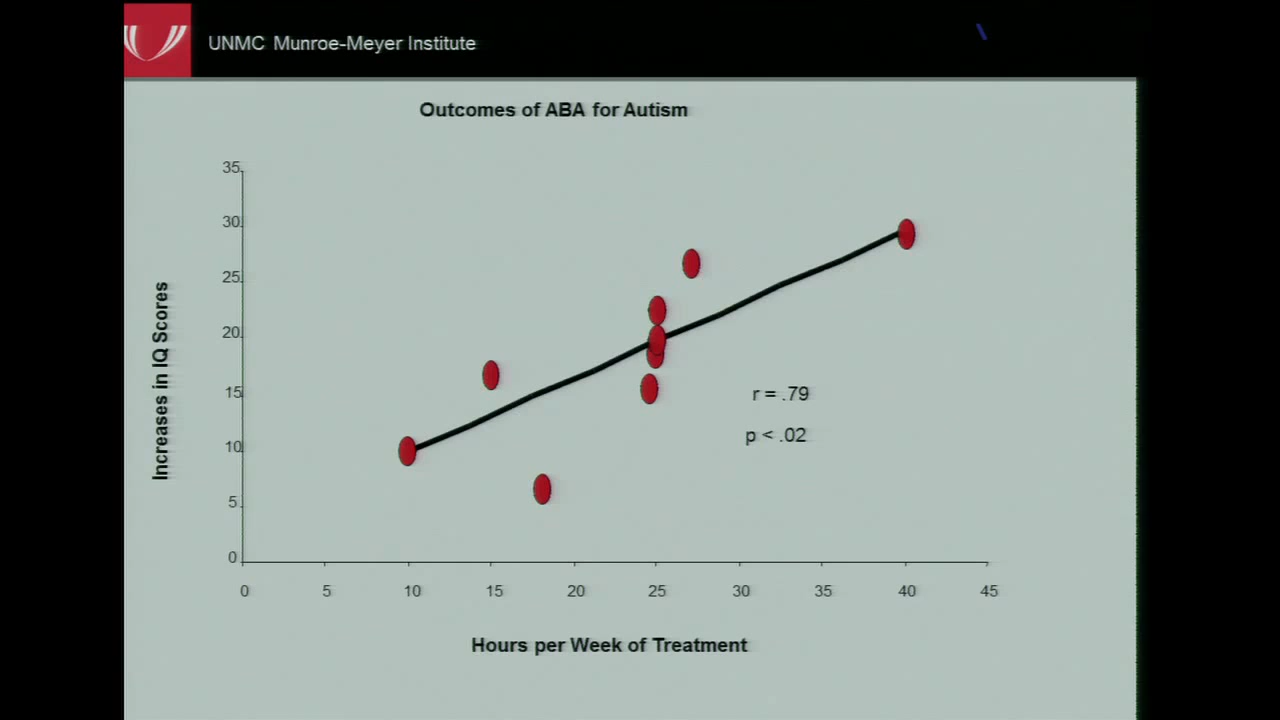 UNMC Munroe-Meyer Institute
Outcomes of ABA for Autism
35
30
25
20
15
10
5
0
Increases in IQ Scores
r = .79
p < .02
0 5 10 15 20 25 30 35 40 45
Hours per Week of Treatment